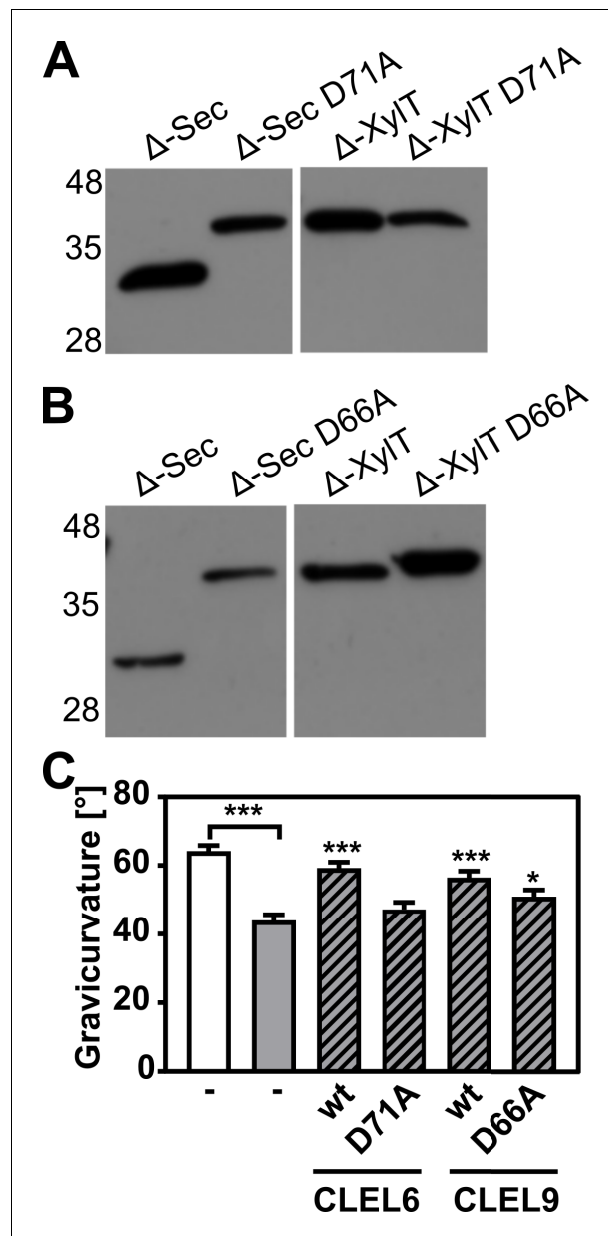 A
Δ-Sec
Δ-Sec D71A
Δ-XylT
Δ-XylT D71A
48
35
28
B
Δ-Sec
Δ-Sec D66A
Δ-XylT
Δ-XylT D66A
48
35
28
C
Gravicurvature [°]
80
60
40
20
0
***
***
***
*
-
-
wt
D71A
wt
D66A
CLEL6
CLEL9